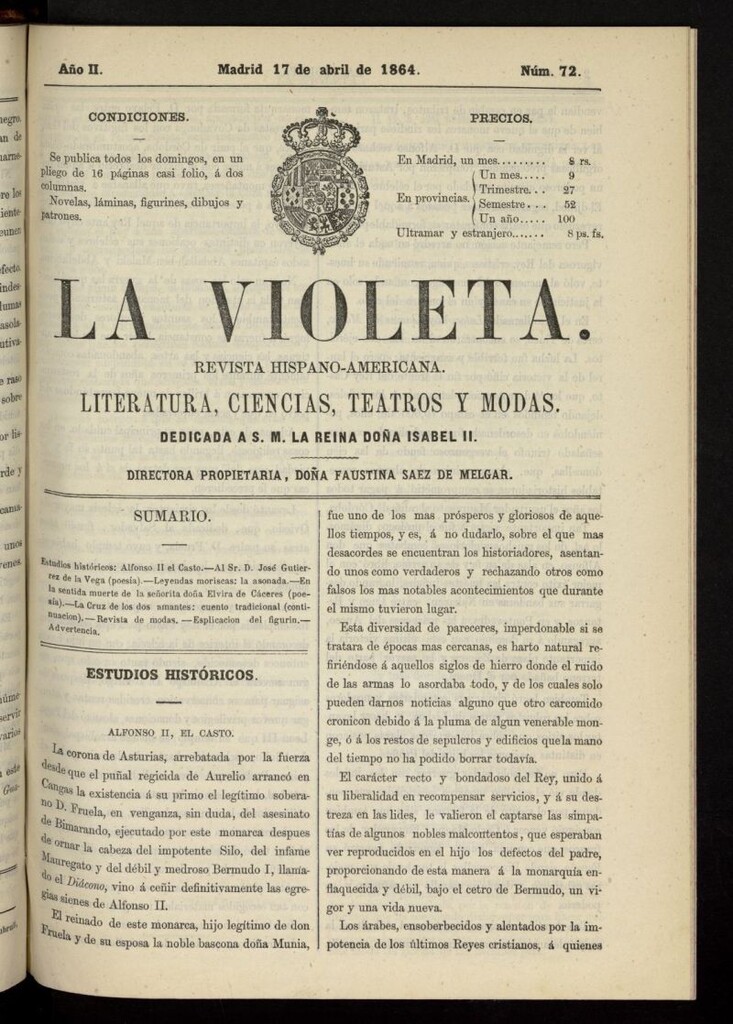 Año II.
Madrid 17 de abril de 1864.
Núm. 72.
CONDICIONES.
Se publica todos los domingos, en un
pliego de 16 páginas casi folio, á dos
columnas.
Novelas, láminas, figurines, dibujos y
patrones.
PRECIOS.
En Madrid, un mes......... 8 rs.
En provincias.
Un mes..... 9
Trimestre... 27
Semestre... 52
Un año..... 100
Ultramar y estranjero....... 8 ps. fs.
LA VIOLETA.
REVISTA HISPANO-AMERICANA.
LITERATURA, CIENCIAS, TEATROS Y MODAS.
DEDICADA A S. M. LA REINA DOÑA ISABEL II.
DIRECTORA PROPIETARIA, DOÑA FAUSTINA SAEZ DE MELGAR.
SUMARIO.
Estudios históricos: Alfonso II el Casto.—Al Sr. D. José Gutier-
rez de la Vega (poesía).—Leyendas moriscas: la asonada.—En
la sentida muerte de la señorita doña Elvira de Cáceres (poe-
sía).—La Cruz de los dos amantes: cuento tradicional (conti-
nuacion).—Revista de modas.—Esplicacion del figurin.—
Advertencia.
ESTUDIOS HISTÓRICOS.
ALFONSO II, EL CASTO.
La corona de Asturias, arrebatada por la fuerza
desde que el puñal regicida de Aurelio arrancó en
Cangas la existencia á su primo el legítimo sobera-
no D. Fruela, en venganza, sin duda, del asesinato
de Bimarando, ejecutado por este monarca despues
de ornar la cabeza del impotente Silo, del infame
Mauregato y del débil y medroso Bermudo I, llama-
do el Diácono, vino á ceñir definitivamente las egre-
gias sienes de Alfonso II.
El reinado de este monarca, hijo legítimo de don
Fruela y de su esposa la noble bascona doña Munia,
fue uno de los mas prósperos y gloriosos de aque-
llos tiempos, y es, á no dudarlo, sobre el que mas
desacordes se encuentran los historiadores, asentan-
do unos como verdaderos y rechazando otros como
falsos los mas notables acontecimientos que durante
el mismo tuvieron lugar.
Esta diversidad de pareceres, imperdonable si se
tratara de épocas mas cercanas, es harto natural re-
firiéndose á aquellos siglos de hierro donde el ruido
de las armas lo asordaba todo, y de los cuales solo
pueden darnos noticias alguno que otro carcomido
cronicon debido á la pluma de algun venerable mon-
ge, ó á los restos de sepulcros y edificios que la mano
del tiempo no ha podido borrar todavía.
El carácter recto y bondadoso del Rey, unido á
su liberalidad en recompensar servicios, y á su des-
treza en las lides, le valieron el captarse las simpa-
tías de algunos nobles malcontentos, que esperaban
ver reproducidos en el hijo los defectos del padre,
proporcionando de esta manera á la monarquía en-
flaquecida y débil, bajo el cetro de Bermudo, un vi-
gor y una vida nueva.
Los árabes, ensoberbecidos y alentados por la im-
potencia de los últimos Reyes cristianos, á quienes